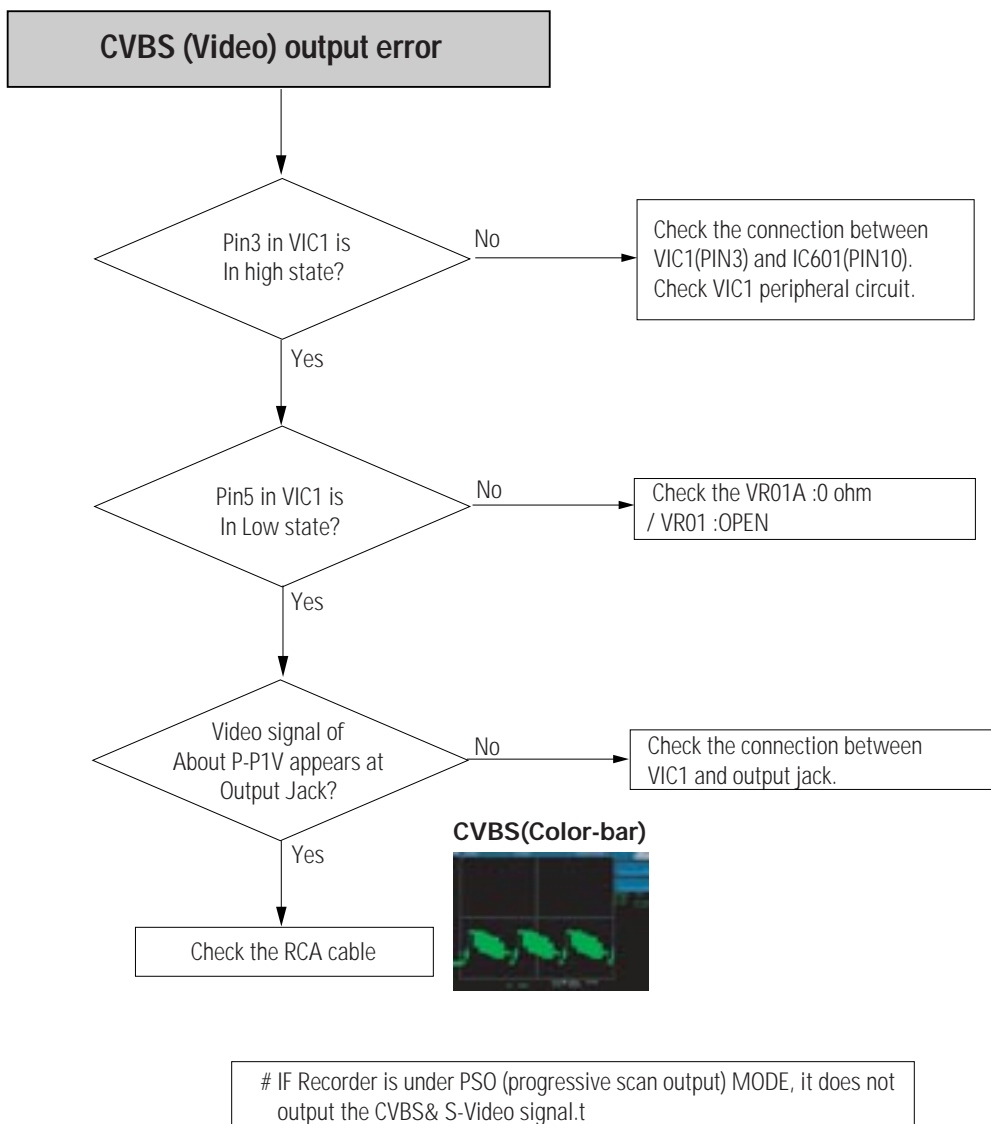 CVBS (Video) output error
Pin3 in VIC1 is
In high state?
No
Check the connection between
VIC1(PIN3) and IC601(PIN10).
Check VIC1 peripheral circuit.
Yes
Pin5 in VIC1 is
In Low state?
No
Check the VR01A :0 ohm
/ VR01 :OPEN
Yes
Video signal of
About P-P1V appears at
Output Jack?
No
Check the connection between
VIC1 and output jack.
Yes
CVBS(Color-bar)
Check the RCA cable
# IF Recorder is under PSO (progressive scan output) MODE, it does not
output the CVBS& S-Video signal.t